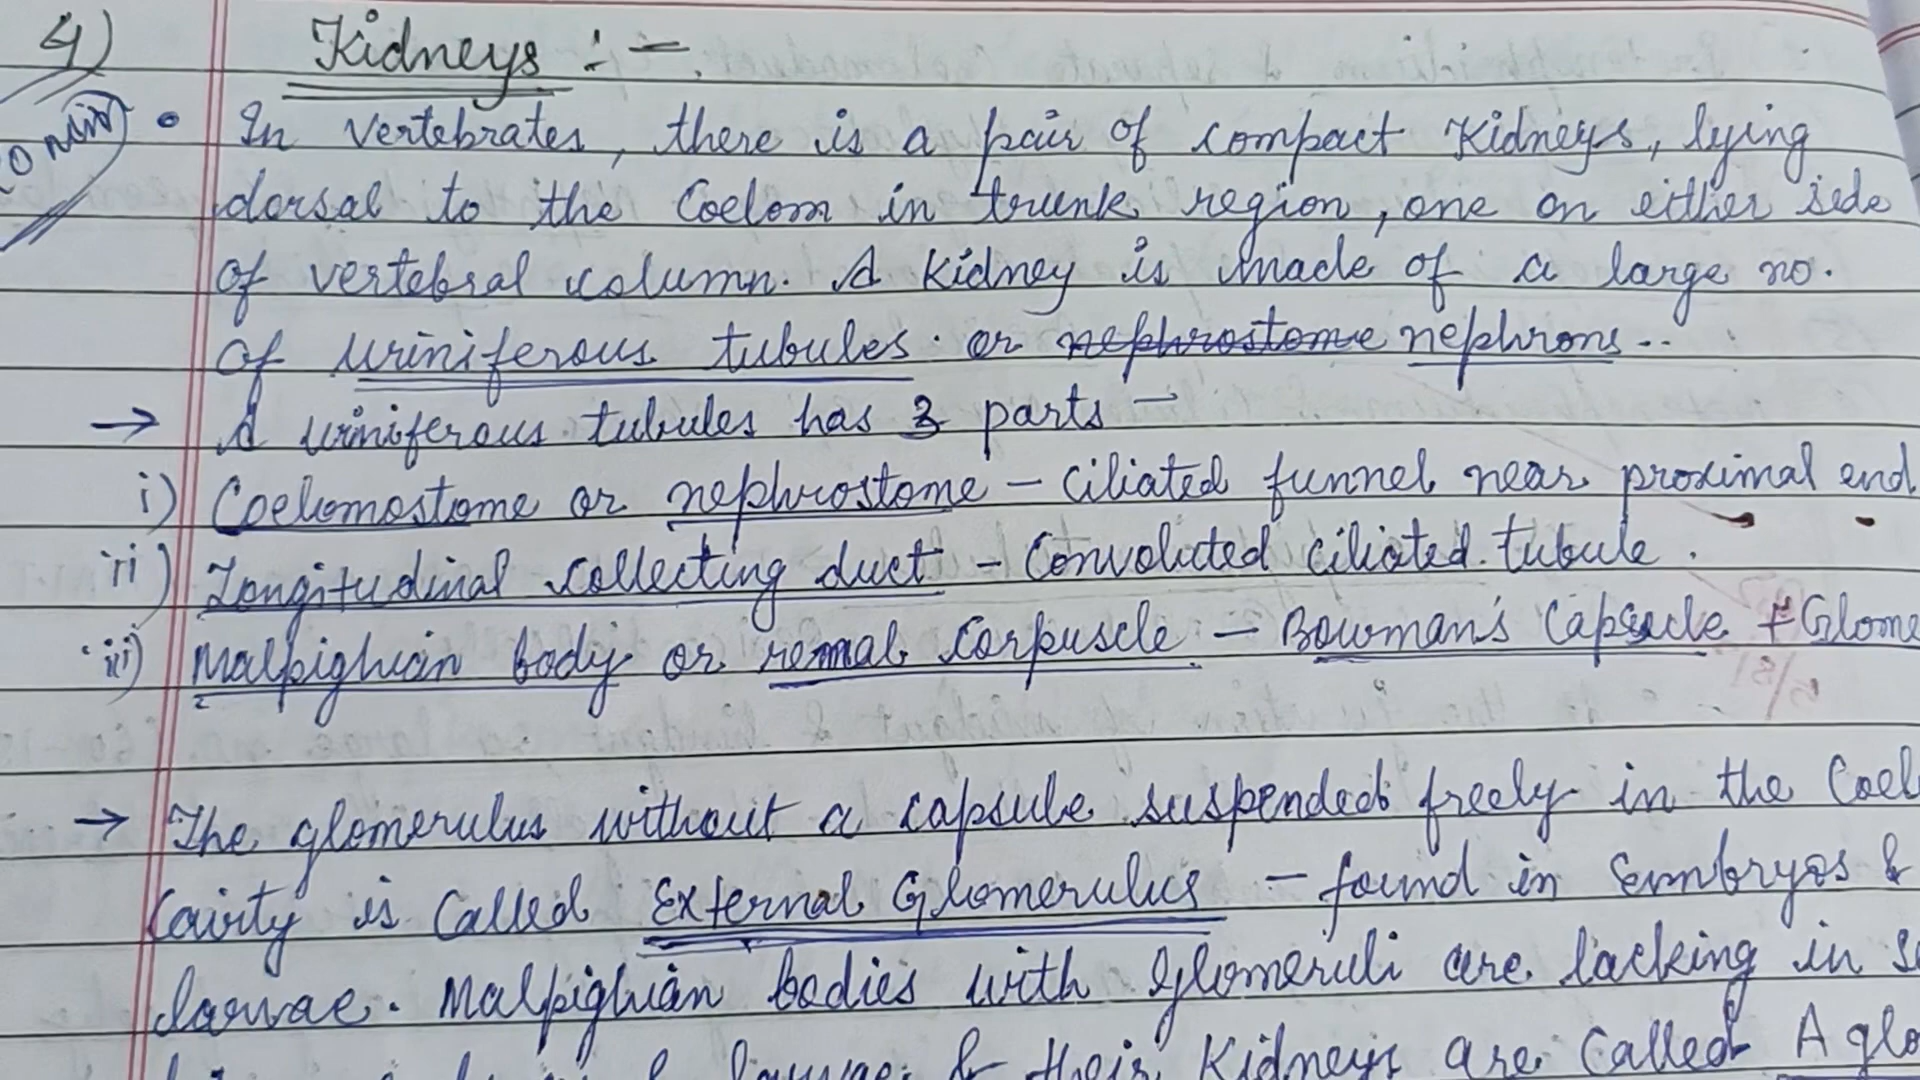 4) Kidneys :-
• In vertebrates, there is a pair of compact Kidneys, lying
dorsal to the Coelom in trunk region, one on either side
of vertebral column. A Kidney is made of a large no.
of uriniferous tubules. or nephrostome nephrons..
→ A uriniferous tubules has 3 parts -
i) Coelomostome or nephrostome - ciliated funnel near proximal end
ii) Longitudinal collecting duct - Convoluted ciliated tubule.
iii) Malpighian body or renal Corpuscle - Bowman's Capsule + Glome
→ The glomerulus without a capsule suspended freely in the Coel
Cavity is Called External Glomerulus - found in embryos &
larvae. Malpighian bodies with glomeruli are lacking in s
& their Kidneys are Called Aglo